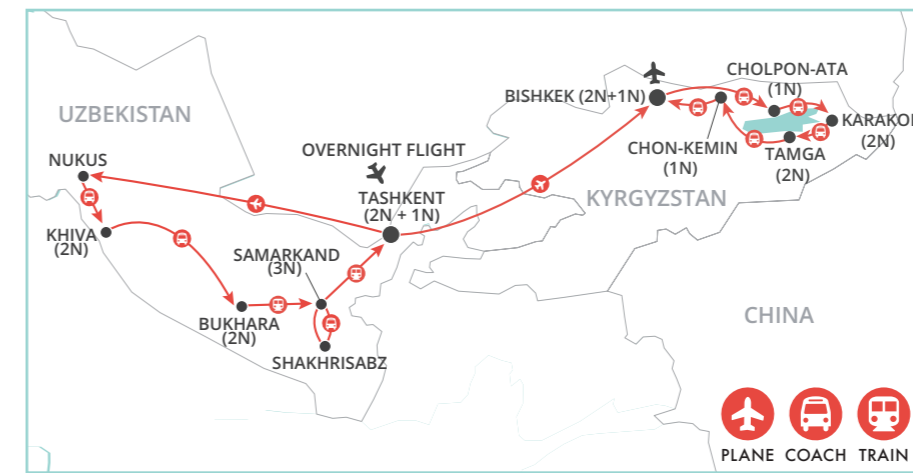 CHOLPON-ATA
(1N)
BISHKEK (2N+1N)
UZBEKISTAN
KARAKOL
(2N)
CHON-KEMIN
(1N)
TAMGA
(2N)
OVERNIGHT FLIGHT
NUKUS
TASHKENT
(2N + 1N)
KYRGYZSTAN
KHIVA
(2N)
SAMARKAND
(3N)
BUKHARA
(2N)
CHINA
SHAKHRISABZ
PLANE COACH TRAIN